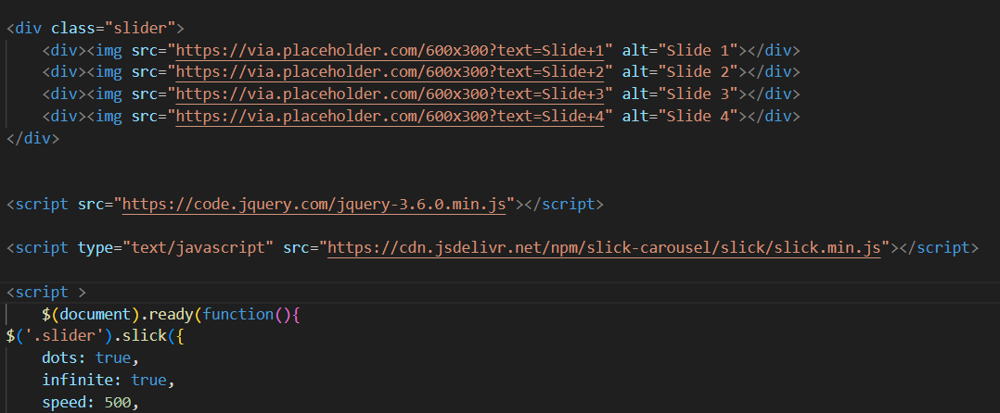 <div class="slider">
    <div><img src="https://via.placeholder.com/600x300?text=Slide+1" alt="Slide 1"></div>
    <div><img src="https://via.placeholder.com/600x300?text=Slide+2" alt="Slide 2"></div>
    <div><img src="https://via.placeholder.com/600x300?text=Slide+3" alt="Slide 3"></div>
    <div><img src="https://via.placeholder.com/600x300?text=Slide+4" alt="Slide 4"></div>
</div>
<script src="https://code.jquery.com/jquery-3.6.0.min.js"></script>
<script type="text/javascript" src="https://cdn.jsdelivr.net/npm/slick-carousel/slick/slick.min.js"></script>
<script >
    $(document).ready(function(){
$('.slider').slick({
    dots: true,
    infinite: true,
    speed: 500,